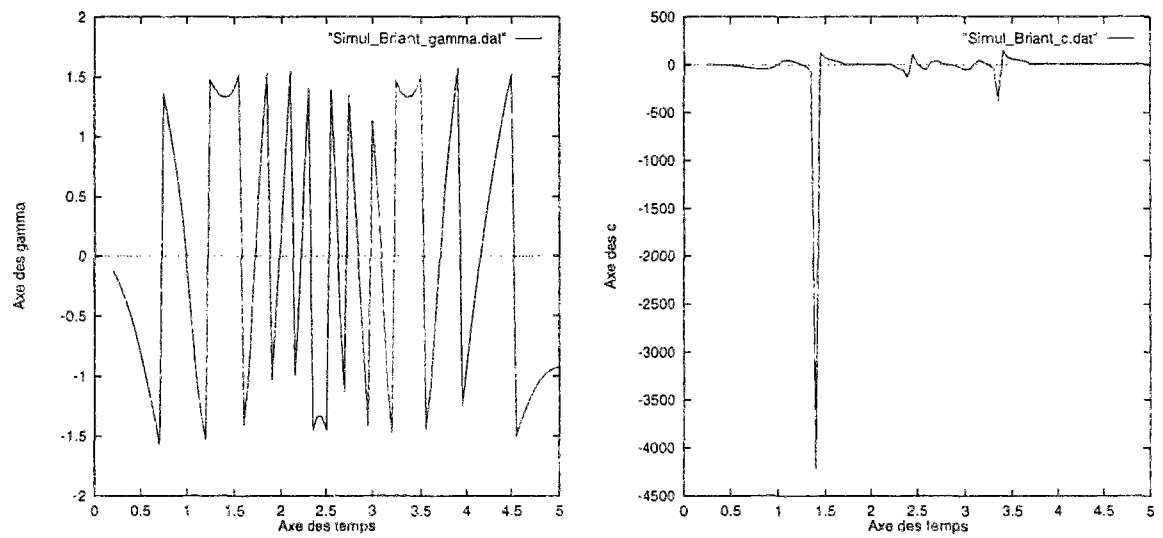 2
1.5
1
0.5
0
-0.5
-1
-1.5
-2
Axe des gamma
"Simul_Briant_gamma.dat"
0 0.5 1 1.5 2 2.5 3 3.5 4 4.5 5
Axe des temps
500
0
-500
-1000
-1500
-2000
-2500
-3000
-3500
-4000
-4500
Axe des c
"Simul_Briant_c.dat"
0 0.5 1 1.5 2 2.5 3 3.5 4 4.5 5
Axe des temps